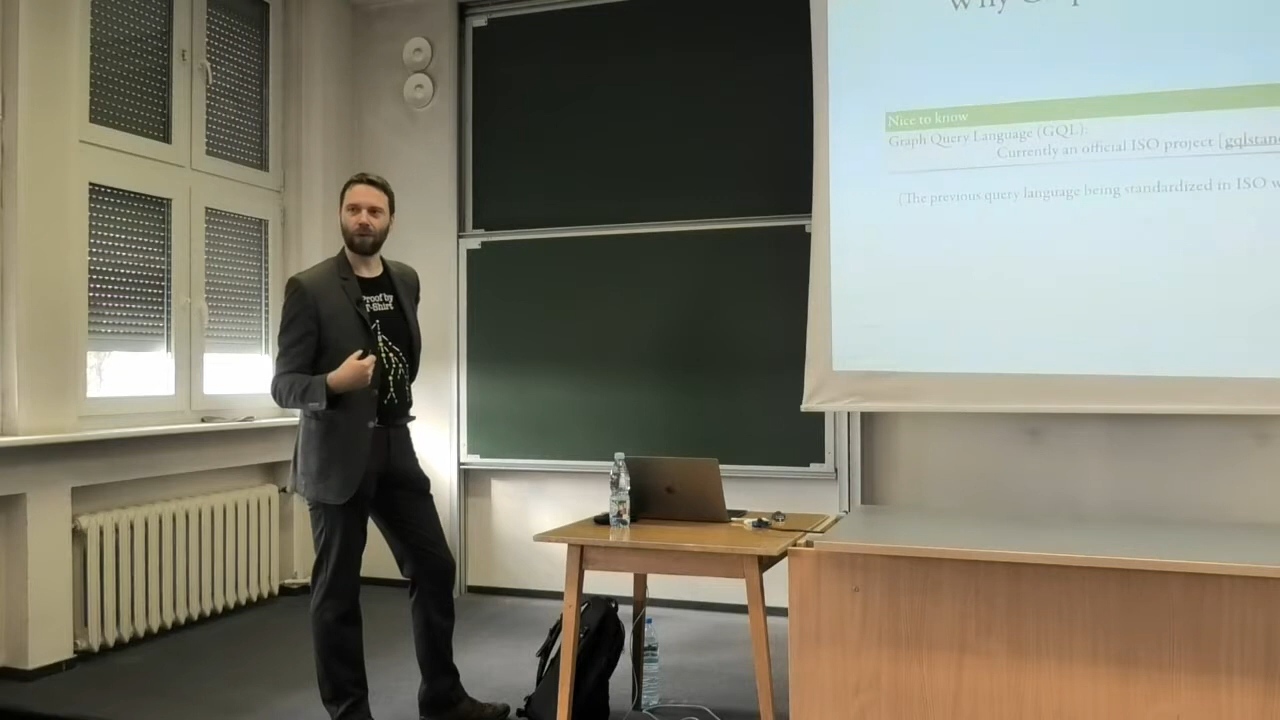 Why
Nice to know
Graph Query Language (GQL):
Currently an official ISO project [gqlstan
(The previous query language being standardized in ISO w
Proof by
T-Shirt